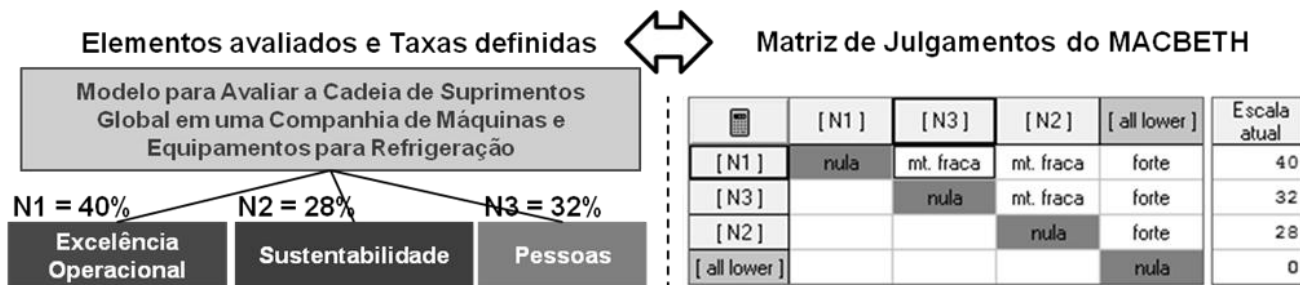 Elementos avaliados e Taxas definidas
Modelo para Avaliar a Cadeia de Suprimentos
Global em uma Companhia de Máquinas e
Equipamentos para Refrigeração
N1 = 40% N2 = 28% N3 = 32%
Excelência
Operacional
Sustentabilidade
Pessoas
Matriz de Julgamentos do MACBETH
[ N1 ] [ N3 ] [ N2 ] [ all lower ] Escala
atual
[ N1 ] nula mt. fraca mt. fraca forte 40
[ N3 ] nula mt. fraca forte 32
[ N2 ] nula forte 28
[ all lower ] nula 0